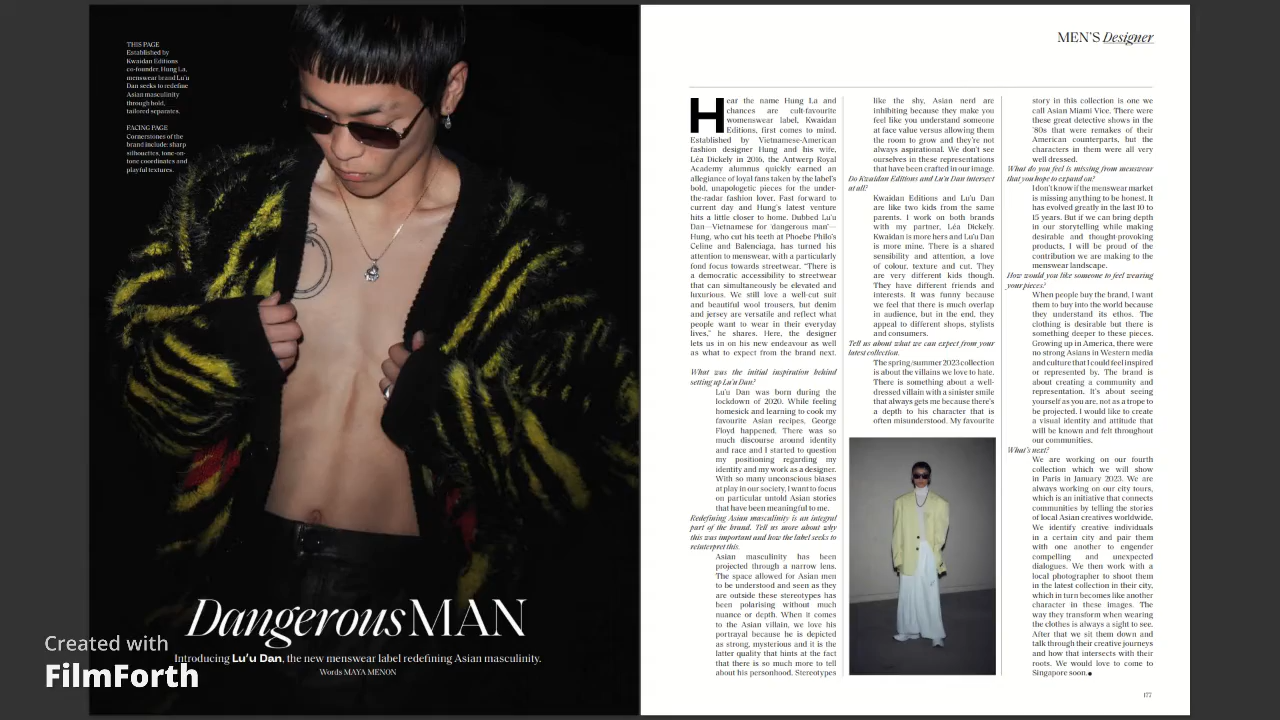 THIS PAGE
Established by
Kwaidan Editions
co-founder, Hung La,
menswear brand Lu'u
Dan seeks to redefine
Asian masculinity
through bold,
tailored separates.
FACING PAGE
Cornerstones of the
brand include: sharp
silhouettes, tone-on-
tone coordinates and
playful textures.
Dangerous MAN
Introducing Lu'u Dan, the new menswear label redefining Asian masculinity.
Words MAYA MENON
Created with
FilmForth
MEN'S Designer
Hear the name Hung La and
chances are cult-favourite
womenswear label, Kwaidan
Editions, first comes to mind.
Established by Vietnamese-American
fashion designer Hung and his wife,
Léa Dickely in 2016, the Antwerp Royal
Academy alumnus quickly earned an
allegiance of loyal fans taken by the label's
bold, unapologetic pieces for the under-
the-radar fashion lover. Fast forward to
current day and Hung's latest venture
hits a little closer to home. Dubbed Lu'u
Dan—Vietnamese for 'dangerous man'—
Hung, who cut his teeth at Phoebe Philo's
Celine and Balenciaga, has turned his
attention to menswear, with a particularly
fond focus towards streetwear. "There is
a democratic accessibility to streetwear
that can simultaneously be elevated and
luxurious. We still love a well-cut suit
and beautiful wool trousers, but denim
and jersey are versatile and reflect what
people want to wear in their everyday
lives," he shares. Here, the designer
lets us in on his new endeavour as well
as what to expect from the brand next.
What was the initial inspiration behind
setting up Lu'u Dan?
Lu'u Dan was born during the
lockdown of 2020. While feeling
homesick and learning to cook my
favourite Asian recipes, George
Floyd happened. There was so
much discourse around identity
and race and I started to question
my positioning regarding my
identity and my work as a designer.
With so many unconscious biases
at play in our society, I want to focus
on particular untold Asian stories
that have been meaningful to me.
Redefining Asian masculinity is an integral
part of the brand. Tell us more about why
this was important and how the label seeks to
reinterpret this.
Asian masculinity has been
projected through a narrow lens.
The space allowed for Asian men
to be understood and seen as they
are outside these stereotypes has
been polarising without much
nuance or depth. When it comes
to the Asian villain, we love his
portrayal because he is depicted
as strong, mysterious and it is the
latter quality that hints at the fact
that there is so much more to tell
about his personhood. Stereotypes
like the shy, Asian nerd are
inhibiting because they make you
feel like you understand someone
at face value versus allowing them
the room to grow and they're not
always aspirational. We don't see
ourselves in these representations
that have been crafted in our image.
Do Kwaidan Editions and Lu'u Dan intersect
at all?
Kwaidan Editions and Lu'u Dan
are like two kids from the same
parents. I work on both brands
with my partner, Léa Dickely.
Kwaidan is more hers and Lu'u Dan
is more mine. There is a shared
sensibility and attention, a love
of colour, texture and cut. They
are very different kids though.
They have different friends and
interests. It was funny because
we feel that there is much overlap
in audience, but in the end, they
appeal to different shops, stylists
and consumers.
Tell us about what we can expect from your
latest collection.
The spring/summer 2023 collection
is about the villains we love to hate.
There is something about a well-
dressed villain with a sinister smile
that always gets me because there's
a depth to his character that is
often misunderstood. My favourite
story in this collection is one we
call Asian Miami Vice. There were
these great detective shows in the
'80s that were remakes of their
American counterparts, but the
characters in them were all very
well dressed.
What do you feel is missing from menswear
that you hope to expand on?
I don't know if the menswear market
is missing anything to be honest. It
has evolved greatly in the last 10 to
15 years. But if we can bring depth
in our storytelling while making
desirable and thought-provoking
products, I will be proud of the
contribution we are making to the
menswear landscape.
How would you like someone to feel wearing
your pieces?
When people buy the brand, I want
them to buy into the world because
they understand its ethos. The
clothing is desirable but there is
something deeper to these pieces.
Growing up in America, there were
no strong Asians in Western media
and culture that I could feel inspired
or represented by. The brand is
about creating a community and
representation. It's about seeing
yourself as you are, not as a trope to
be projected. I would like to create
a visual identity and attitude that
will be known and felt throughout
our communities.
What's next?
We are working on our fourth
collection which we will show
in Paris in January 2023. We are
always working on our city tours,
which is an initiative that connects
communities by telling the stories
of local Asian creatives worldwide.
We identify creative individuals
in a certain city and pair them
with one another to engender
compelling and unexpected
dialogues. We then work with a
local photographer to shoot them
in the latest collection in their city,
which in turn becomes like another
character in these images. The
way they transform when wearing
the clothes is always a sight to see.
After that we sit them down and
talk through their creative journeys
and how that intersects with their
roots. We would love to come to
Singapore soon.●
177